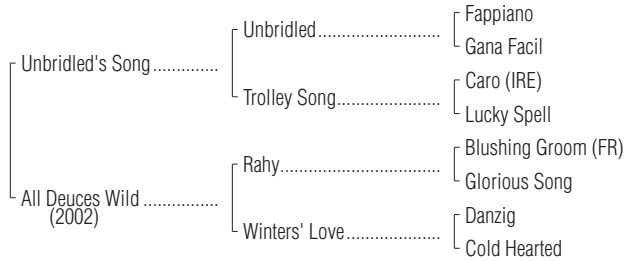 Fappiano
Unbridled..........................
Gana Facil
Unbridled's Song..............
Caro (IRE)
Trolley Song......................
Lucky Spell
Blushing Groom (FR)
Rahy..................................
Glorious Song
All Deuces Wild ................
(2002)
Danzig
Winters' Love....................
Cold Hearted